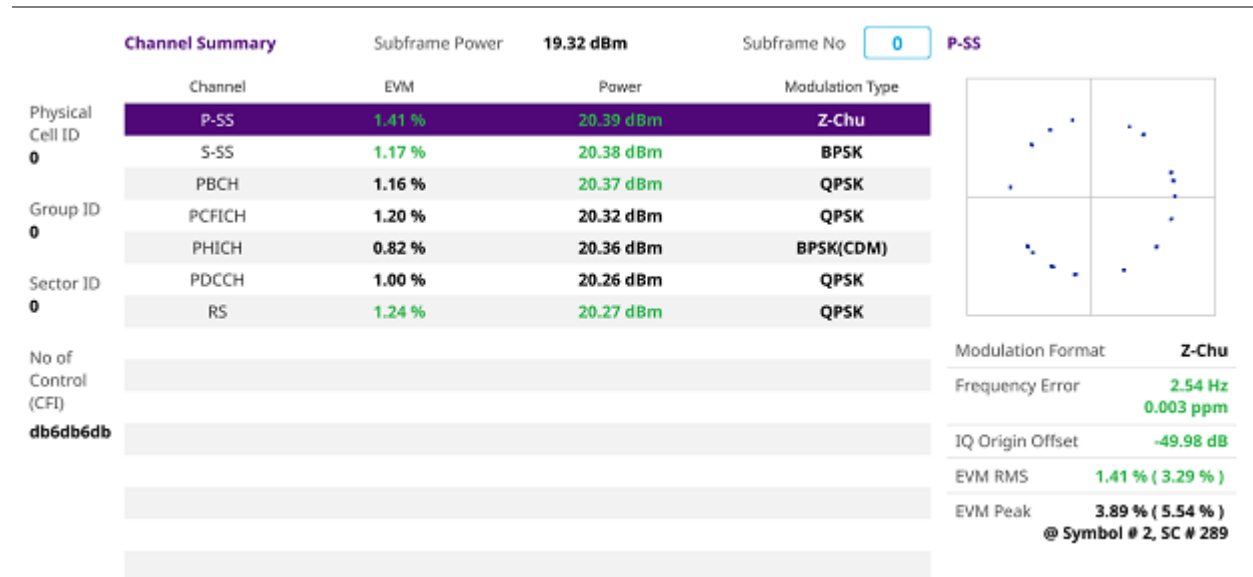 Channel Summary Subframe Power 19.32 dBm Subframe No 0 P-SS
Channel EVM Power Modulation Type
Physical
Cell ID
0
Group ID
0
Sector ID
0
No of
Control
(CFI)
db6db6db
P-SS 1.41 % 20.39 dBm Z-Chu
S-SS 1.17 % 20.38 dBm BPSK
PBCH 1.16 % 20.37 dBm QPSK
PCFICH 1.20 % 20.32 dBm QPSK
PHICH 0.82 % 20.36 dBm BPSK(CDM)
PDCCH 1.00 % 20.26 dBm QPSK
RS 1.24 % 20.27 dBm QPSK
Modulation Format Z-Chu
Frequency Error 2.54 Hz
0.003 ppm
IQ Origin Offset -49.98 dB
EVM RMS 1.41 % ( 3.29 % )
EVM Peak 3.89 % ( 5.54 % )
@ Symbol # 2, SC # 289